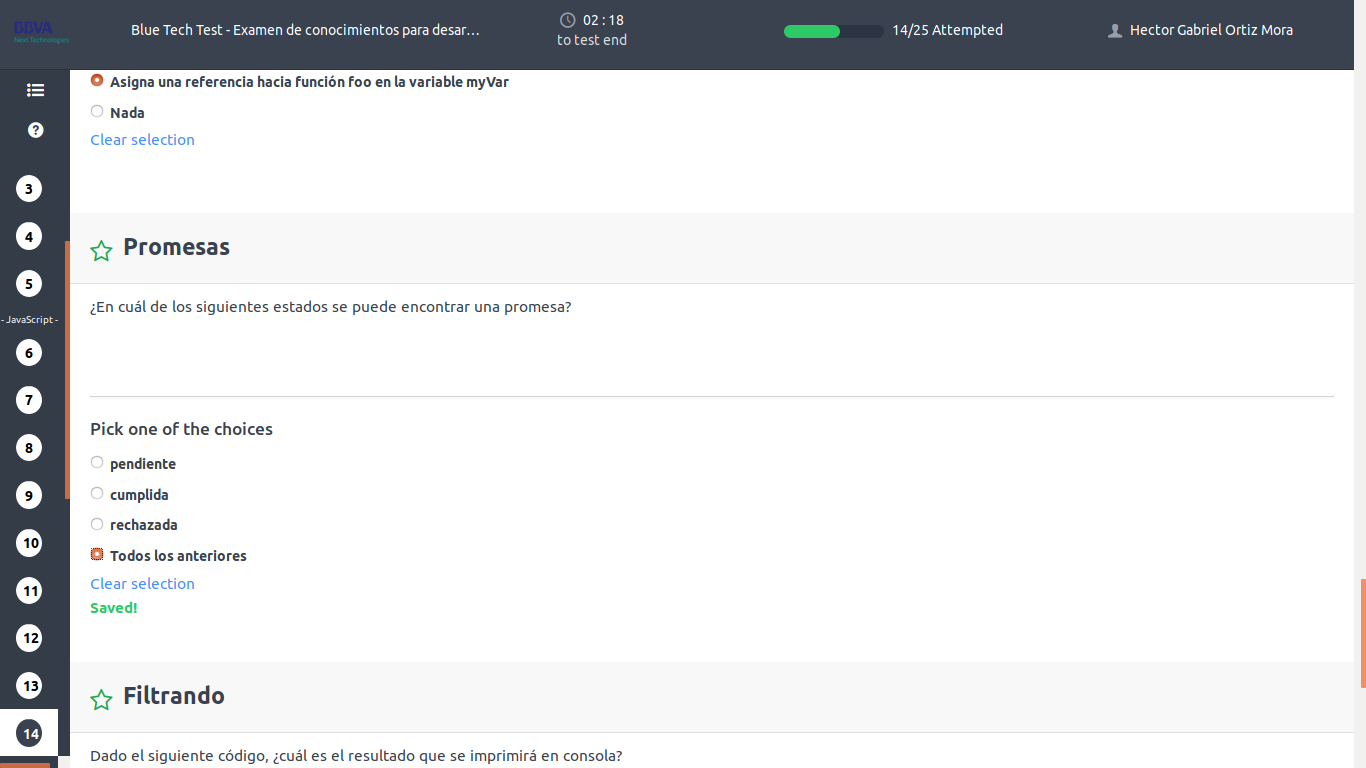 BBVA
Next Technologies
Blue Tech Test - Examen de conocimientos para desar…
02 : 18
to test end
14/25 Attempted
Hector Gabriel Ortiz Mora
Asigna una referencia hacia función foo en la variable myVar
Nada
Clear selection
3
4
5
- JavaScript -
6
7
8
9
10
11
12
13
14
Promesas
¿En cuál de los siguientes estados se puede encontrar una promesa?
Pick one of the choices
pendiente
cumplida
rechazada
Todos los anteriores
Clear selection
Saved!
Filtrando
Dado el siguiente código, ¿cuál es el resultado que se imprimirá en consola?